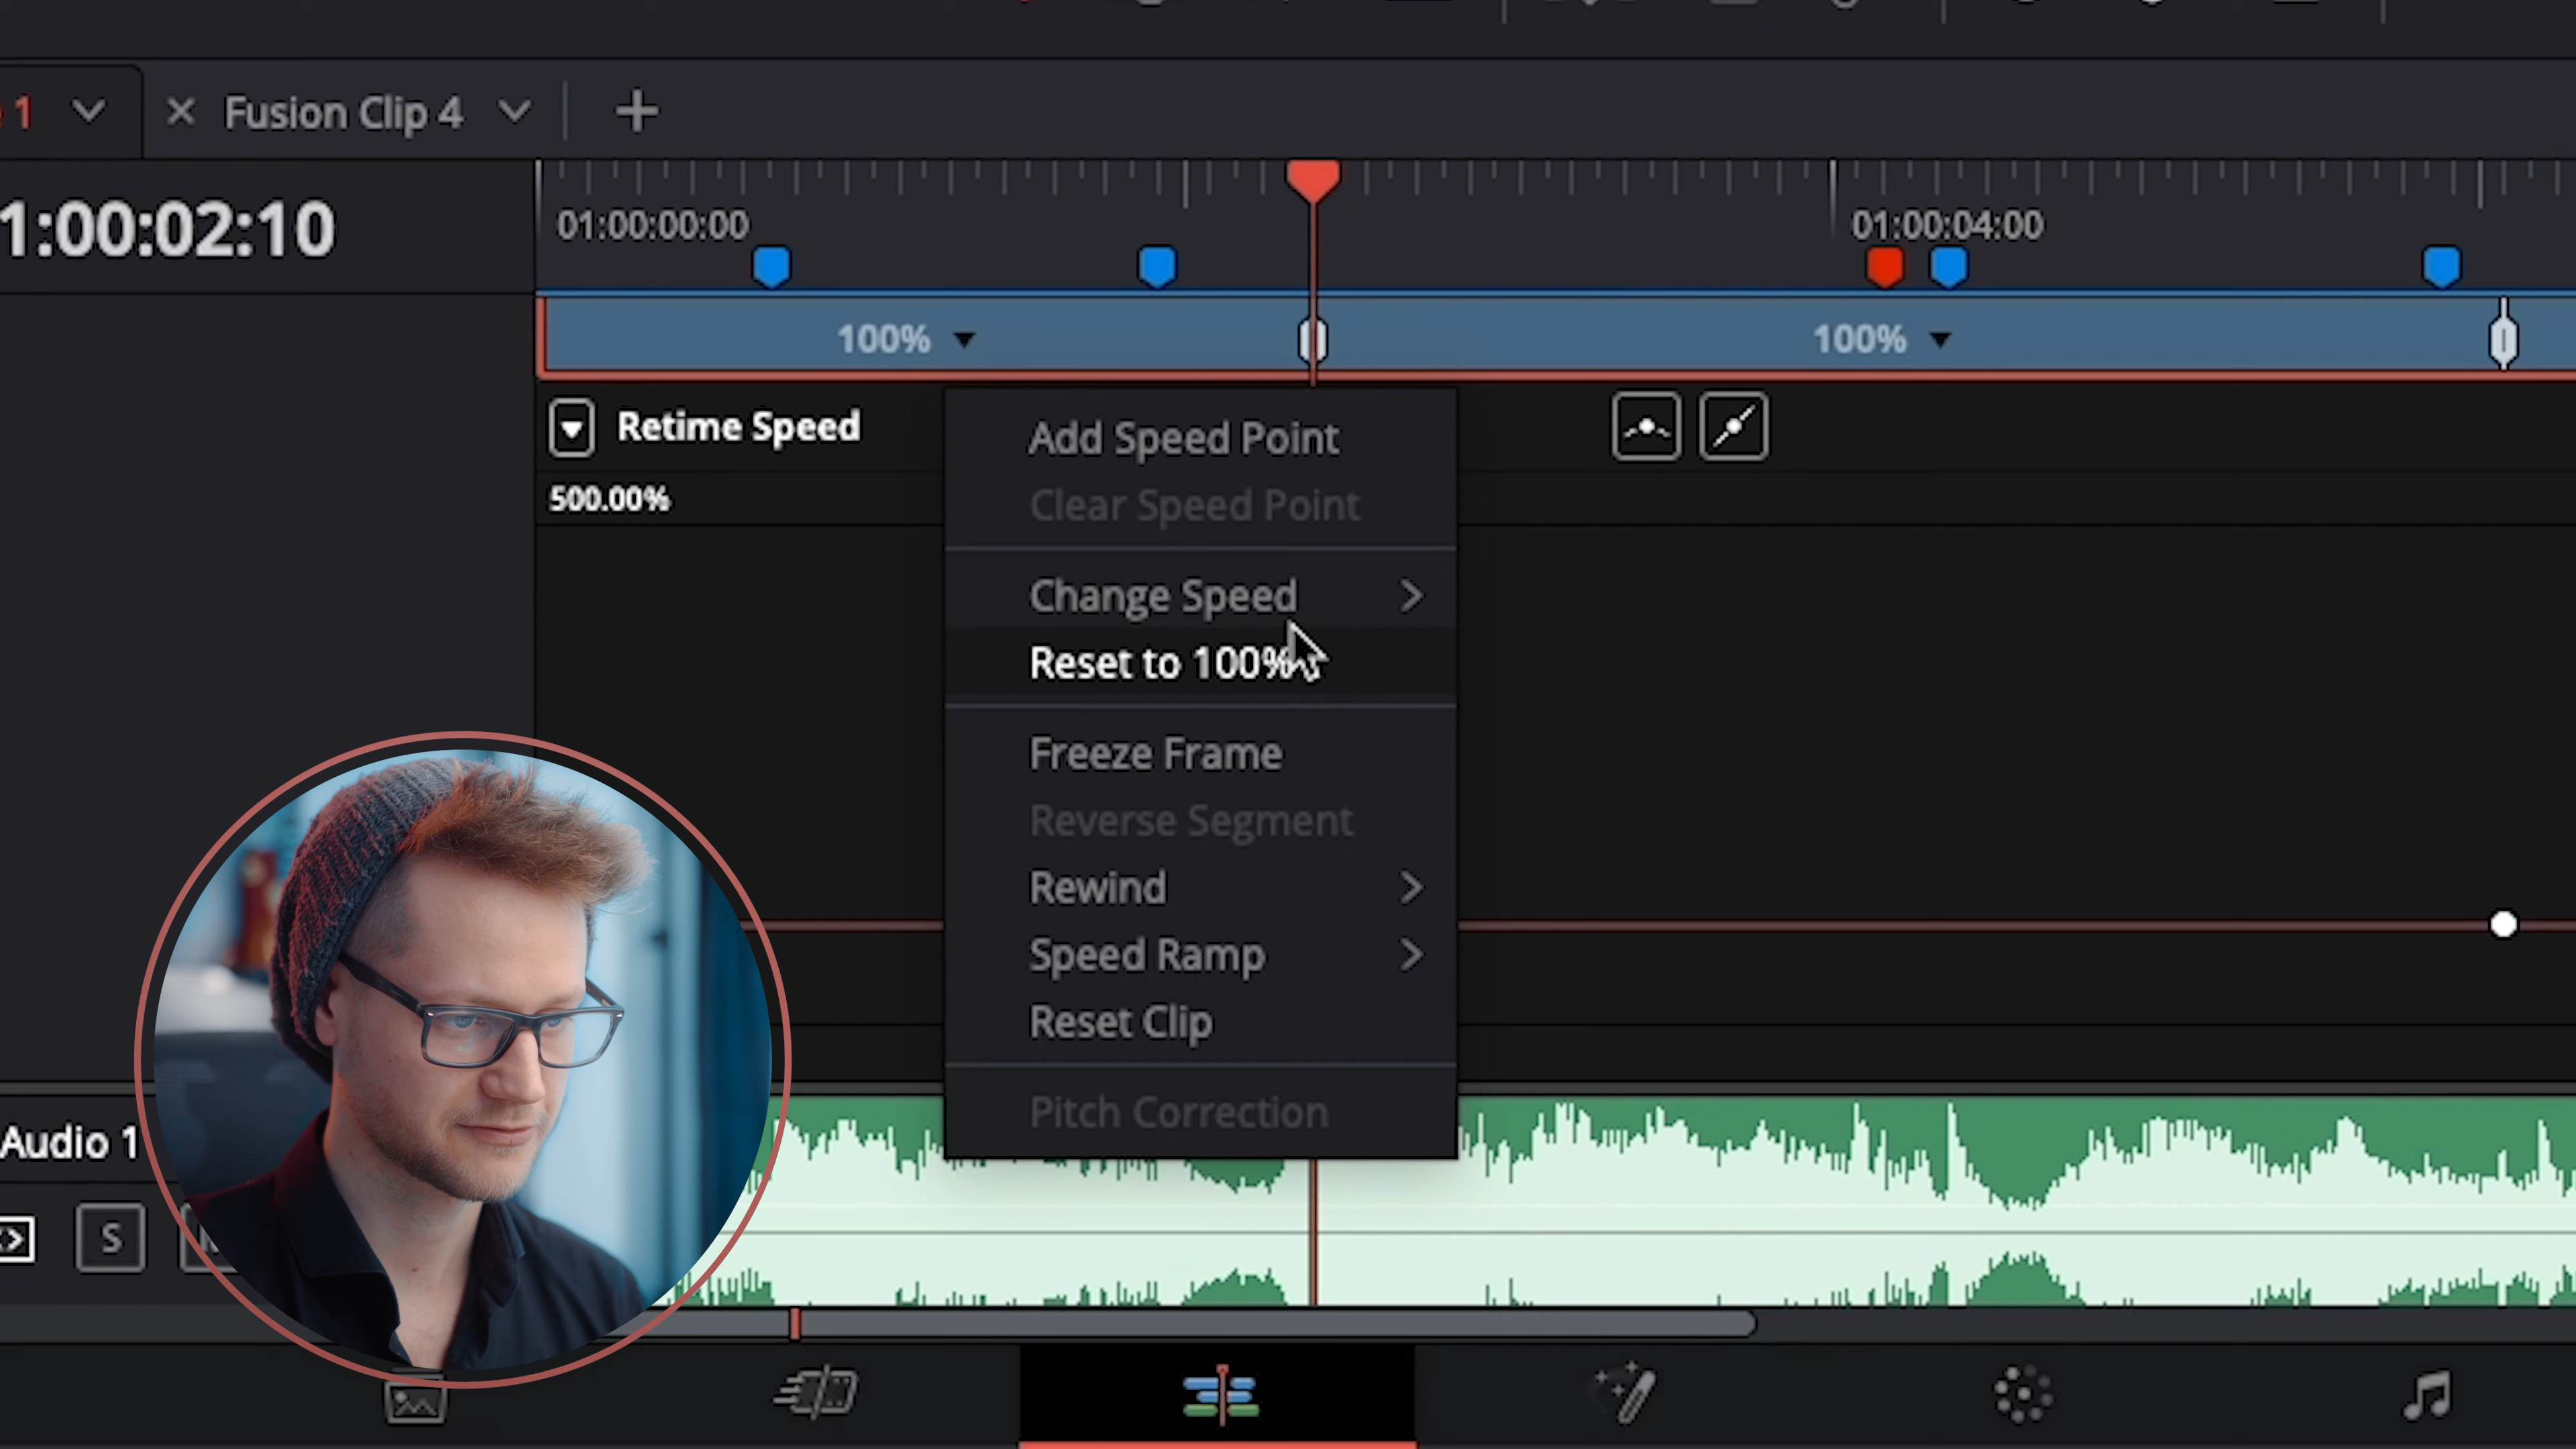 1
Fusion Clip 4
1:00:02:10
01:00:00:00
01:00:04:00
100%
100%
Retime Speed
500.00%
Add Speed Point
Clear Speed Point
Change Speed
Reset to 100%
Freeze Frame
Reverse Segment
Rewind
Speed Ramp
Reset Clip
Pitch Correction
Audio 1
S